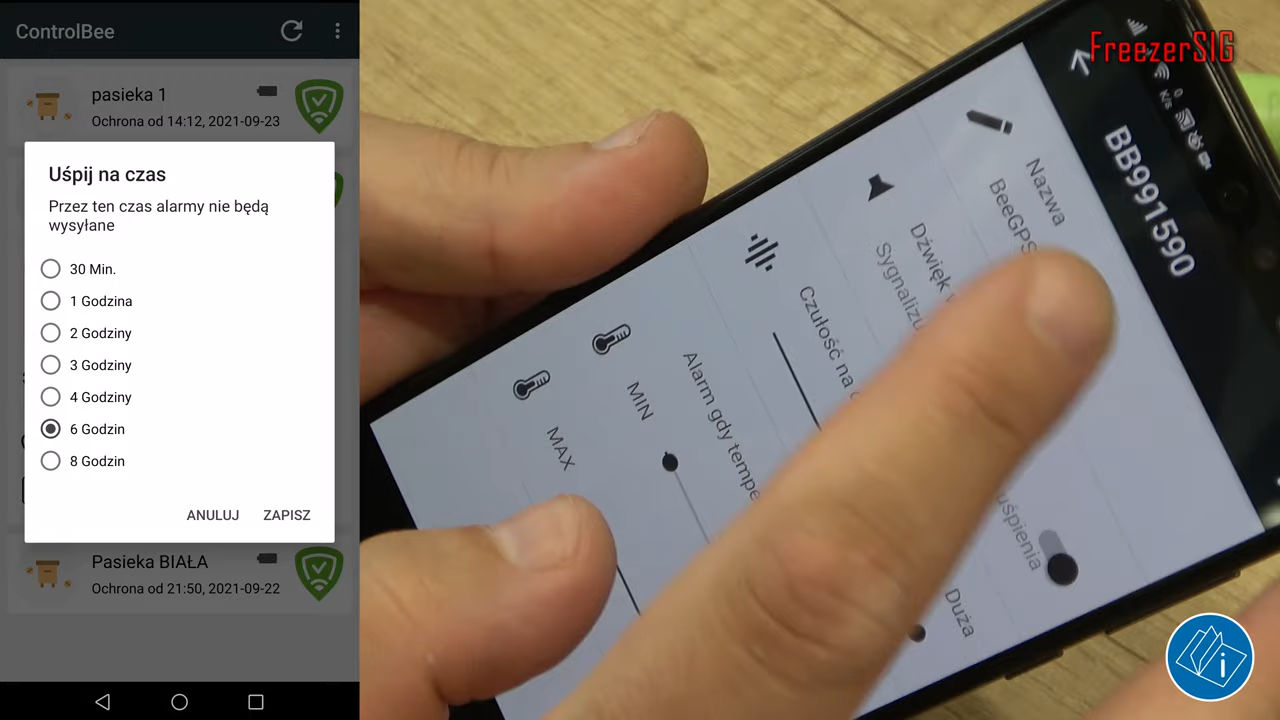 ControlBee
pasieka 1
Ochrona od 14:12, 2021-09-23
Uśpij na czas
Przez ten czas alarmy nie będą
wysyłane
30 Min.
1 Godzina
2 Godziny
3 Godziny
4 Godziny
6 Godzin
8 Godzin
ANULUJ ZAPISZ
Pasieka BIAŁA
Ochrona od 21:50, 2021-09-22
FreezerSIG
0
K/s
BB991590
Nazwa
BeeGPS
Dźwięk
Sygnalizu
uśpienia
Czułość na
Duża
Alarm gdy tempe
MIN
MAX
i